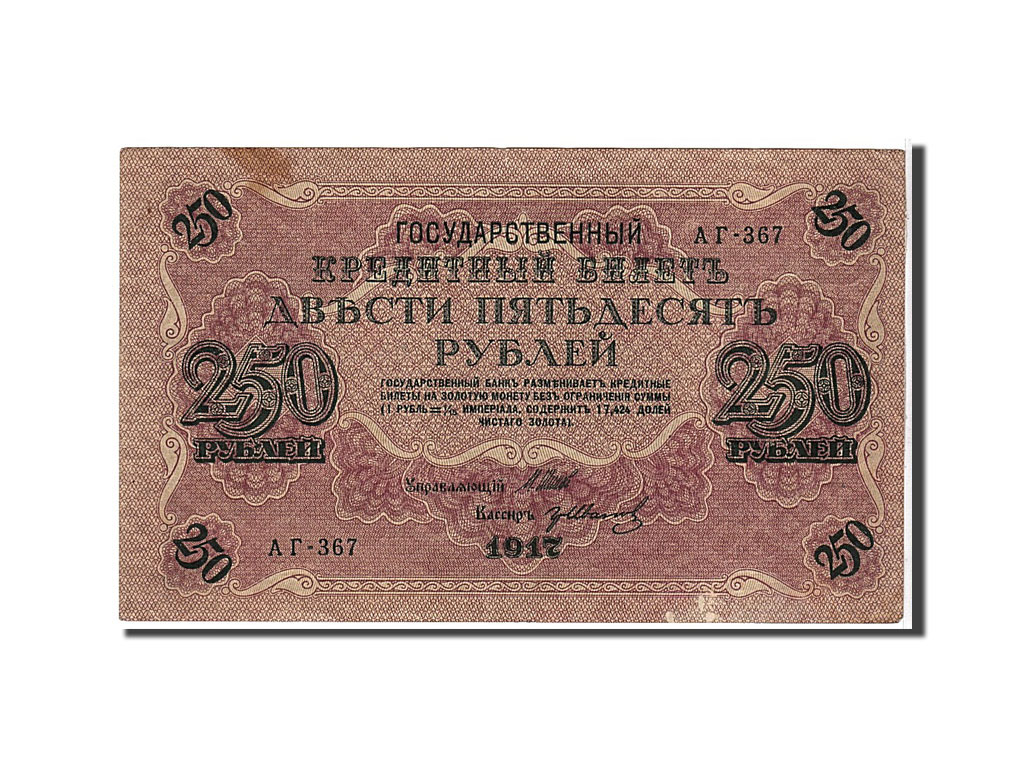 250 250
ГОСУДАРСТВЕННЫЙ АГ-367
КРЕДИТНЫЙ БИЛЕТЪ
ДВѢСТИ ПЯТЬДЕСЯТЪ
РУБЛЕЙ
250 250
РУБЛЕЙ РУБЛЕЙ
ГОСУДАРСТВЕННЫЙ БАНКЪ РАЗМѢНИВАЕТЪ КРЕДИТНЫЕ
БИЛЕТЫ НА ЗОЛОТУЮ МОНЕТУ БЕЗЪ ОГРАНИЧЕНІЯ СУММЫ
(1 РУБЛЬ = 1/15 ИМПЕРІАЛА, СОДЕРЖИТЪ 17,424 ДОЛЕЙ
ЧИСТАГО ЗОЛОТА).
Управляющій
Кассиръ
250 АГ-367 1917 250